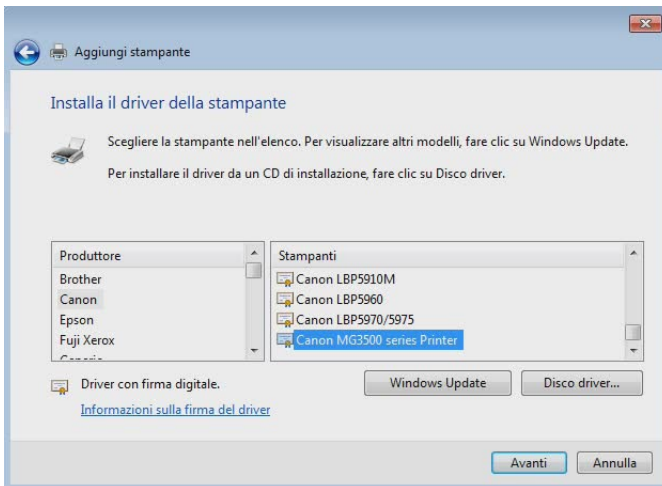 Aggiungi stampante
Installa il driver della stampante
Scegliere la stampante nell'elenco. Per visualizzare altri modelli, fare clic su Windows Update.
Per installare il driver da un CD di installazione, fare clic su Disco driver.
Produttore
Brother
Canon
Epson
Fuji Xerox
Stampanti
Canon LBP5910M
Canon LBP5960
Canon LBP5970/5975
Canon MG3500 series Printer
Driver con firma digitale.
Informazioni sulla firma del driver
Windows Update
Disco driver...
Avanti
Annulla